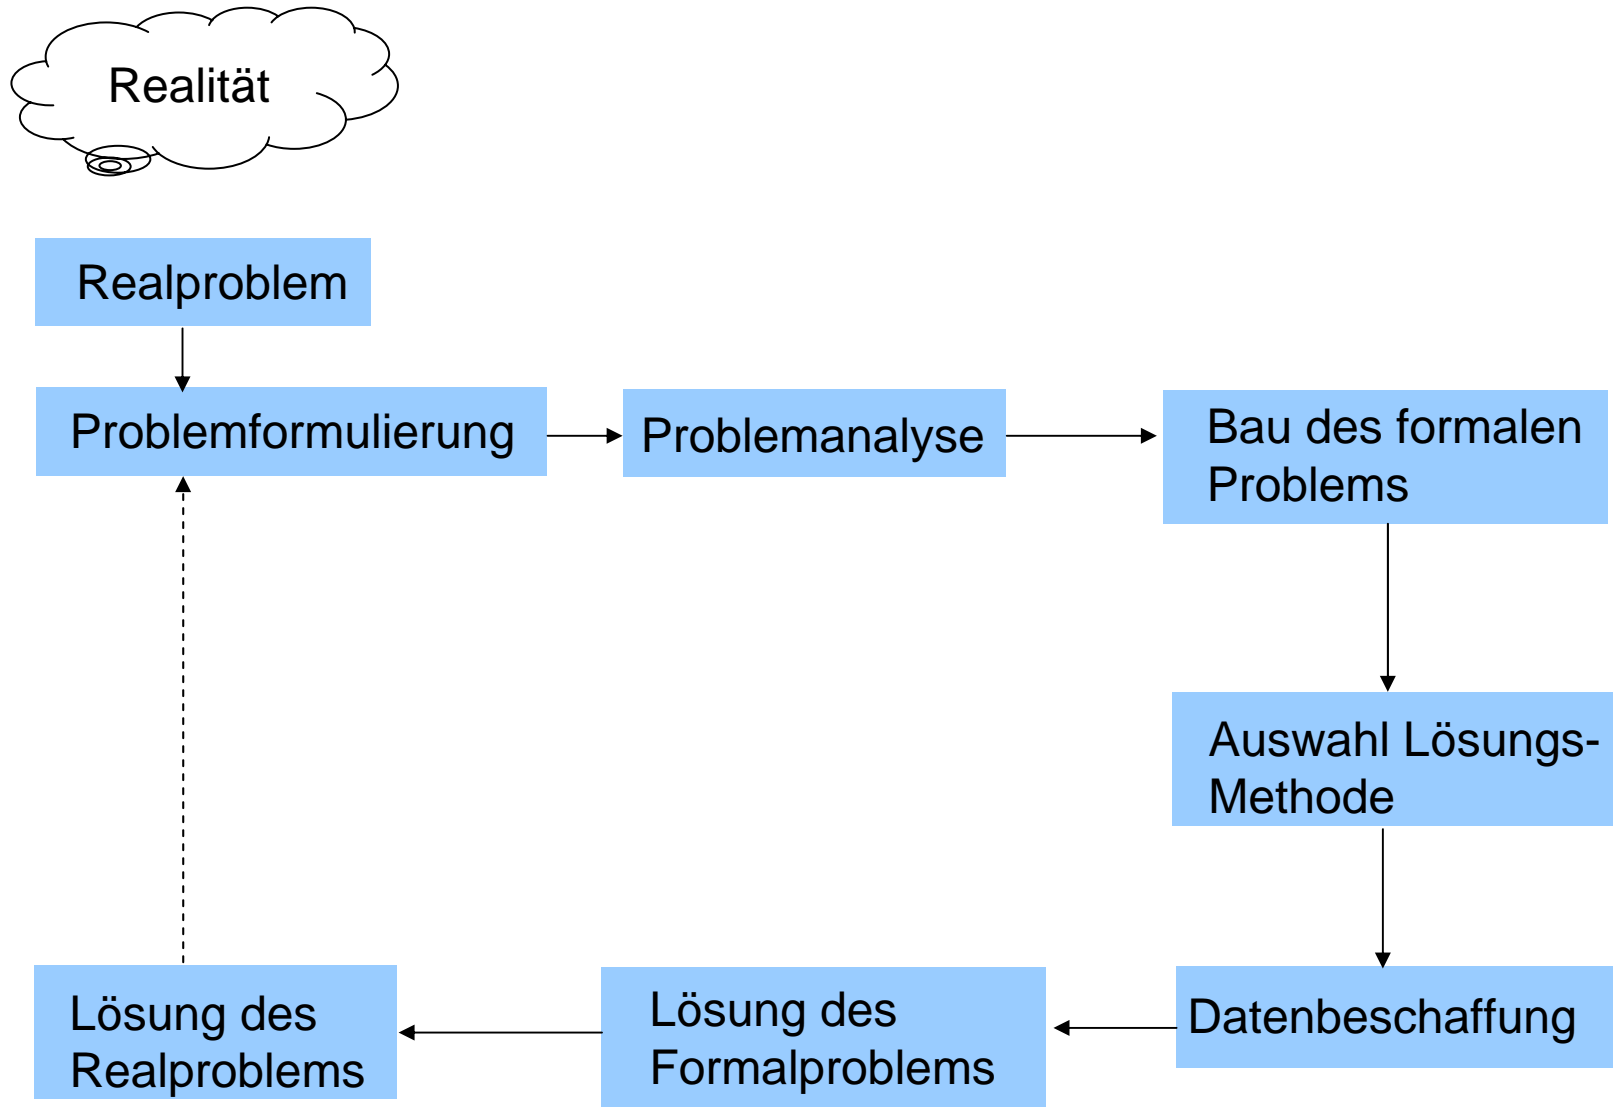 Realität
Realproblem
Problemformulierung
Problemanalyse
Bau des formalen
Problems
Auswahl Lösungs-
Methode
Datenbeschaffung
Lösung des
Formalproblems
Lösung des
Realproblems